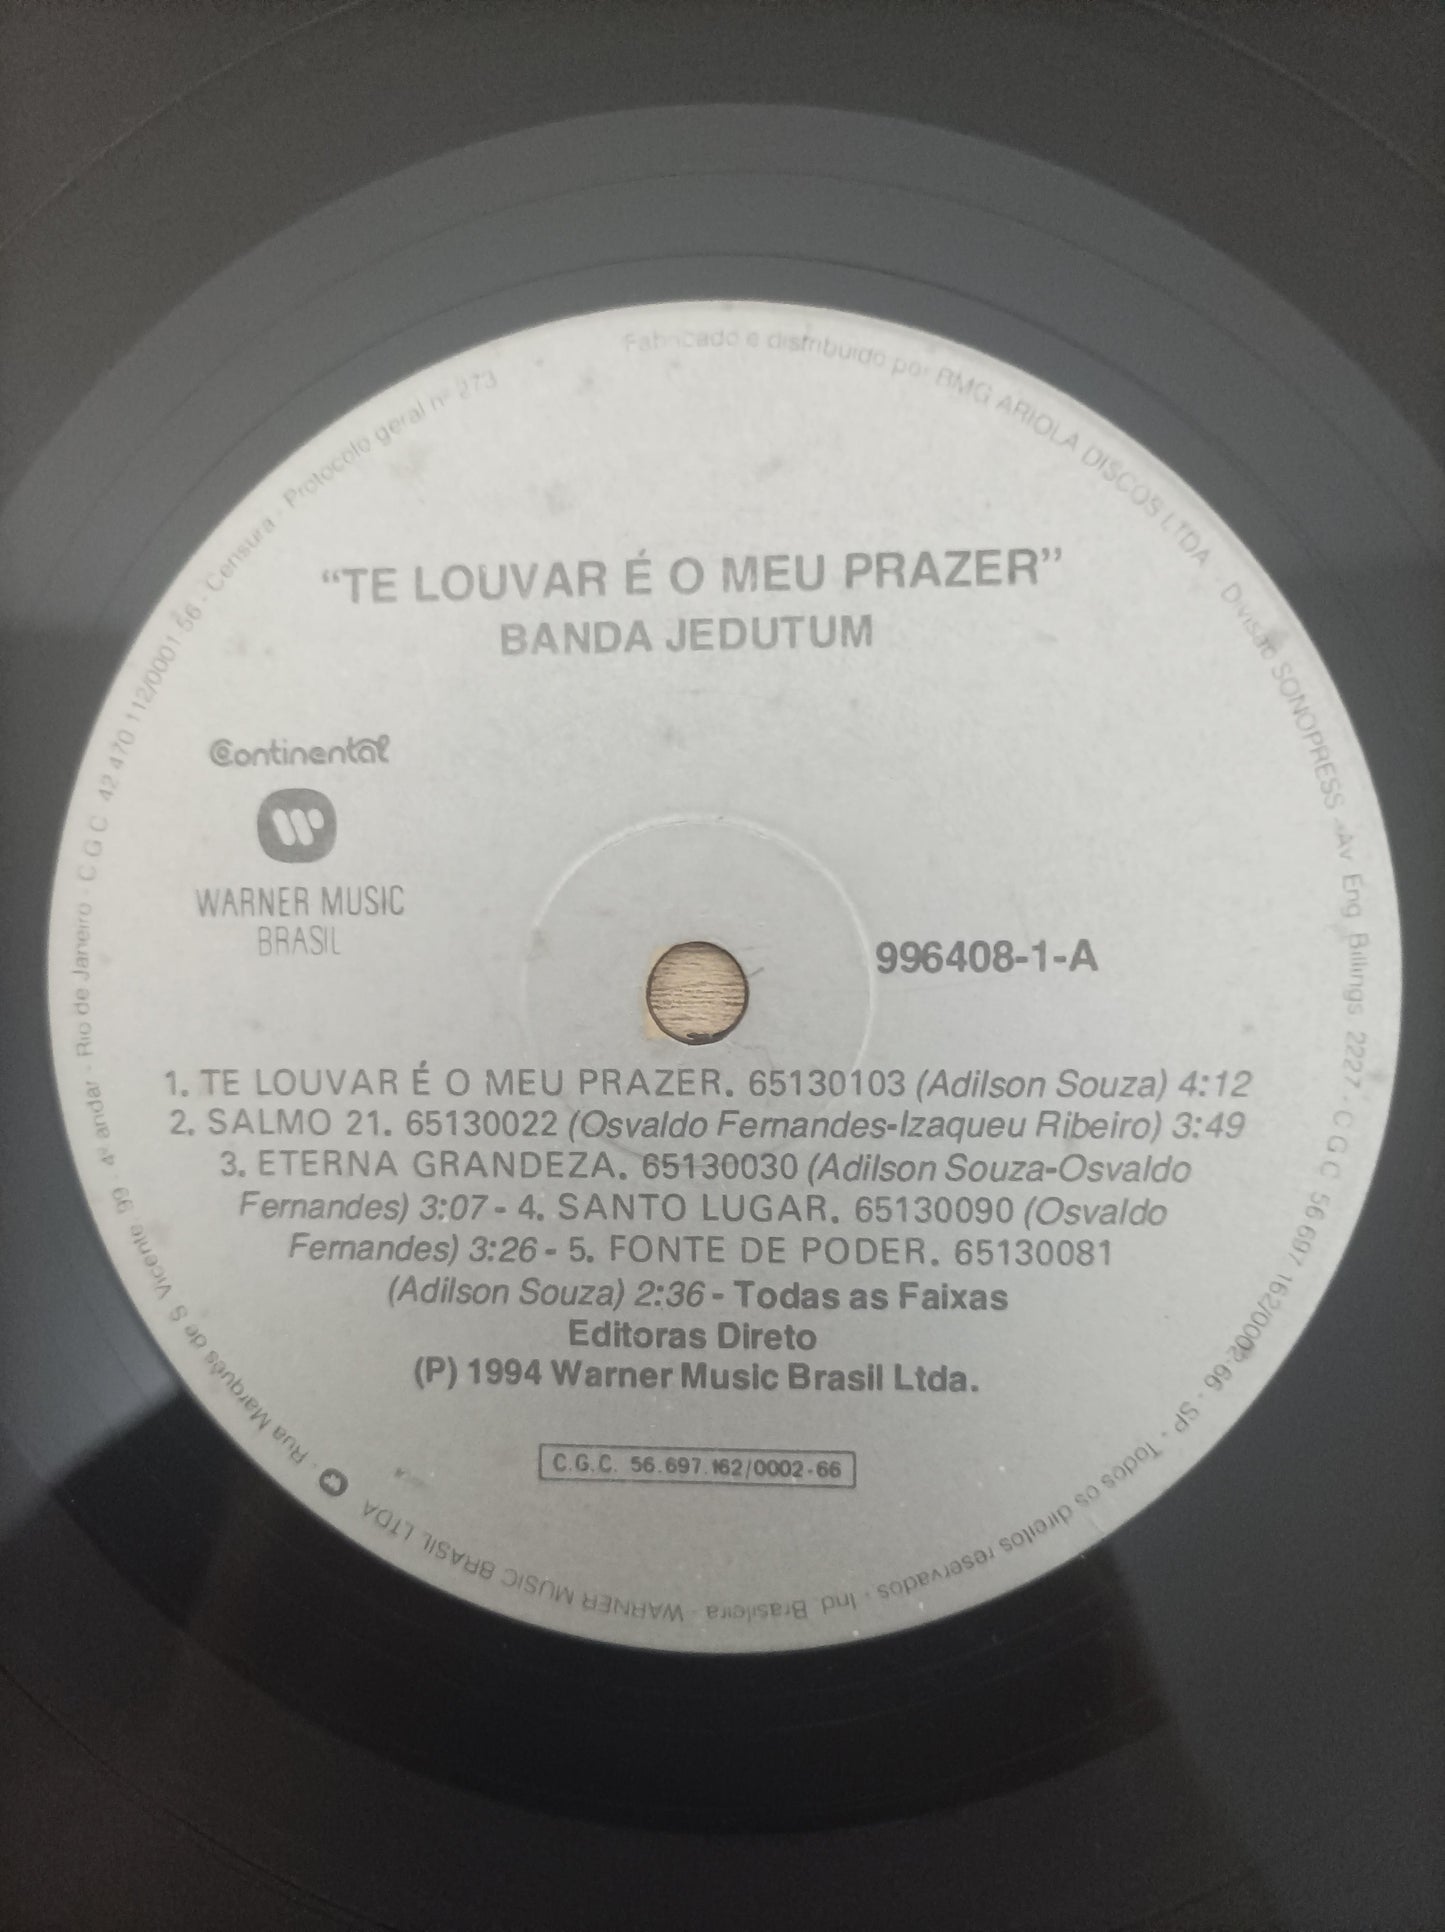 Fabricado e distribuído por BMG ARIOLA DISCOS LTDA - Divisão SONOPRESS - Av Eng Billings 2227 - C G C 56 697 162/0002-66 - SP - Todos os direitos reservados - Ind Brasileira - WARNER MUSIC BRASIL LTDA - Rua Marquês de S Vicente 99 - 4º andar - Rio de Janeiro - C G C 42 470 112/0001 56 - Censura - Protocolo geral nº 273
“TE LOUVAR É O MEU PRAZER”
BANDA JEDUTUM
Continental
WARNER MUSIC
BRASIL
996408-1-A
1. TE LOUVAR É O MEU PRAZER. 65130103 (Adilson Souza) 4:12
2. SALMO 21. 65130022 (Osvaldo Fernandes-Izaqueu Ribeiro) 3:49
3. ETERNA GRANDEZA. 65130030 (Adilson Souza-Osvaldo
Fernandes) 3:07 - 4. SANTO LUGAR. 65130090 (Osvaldo
Fernandes) 3:26 - 5. FONTE DE PODER. 65130081
(Adilson Souza) 2:36 - Todas as Faixas
Editoras Direto
(P) 1994 Warner Music Brasil Ltda.
C.G.C. 56.697.162/0002-66